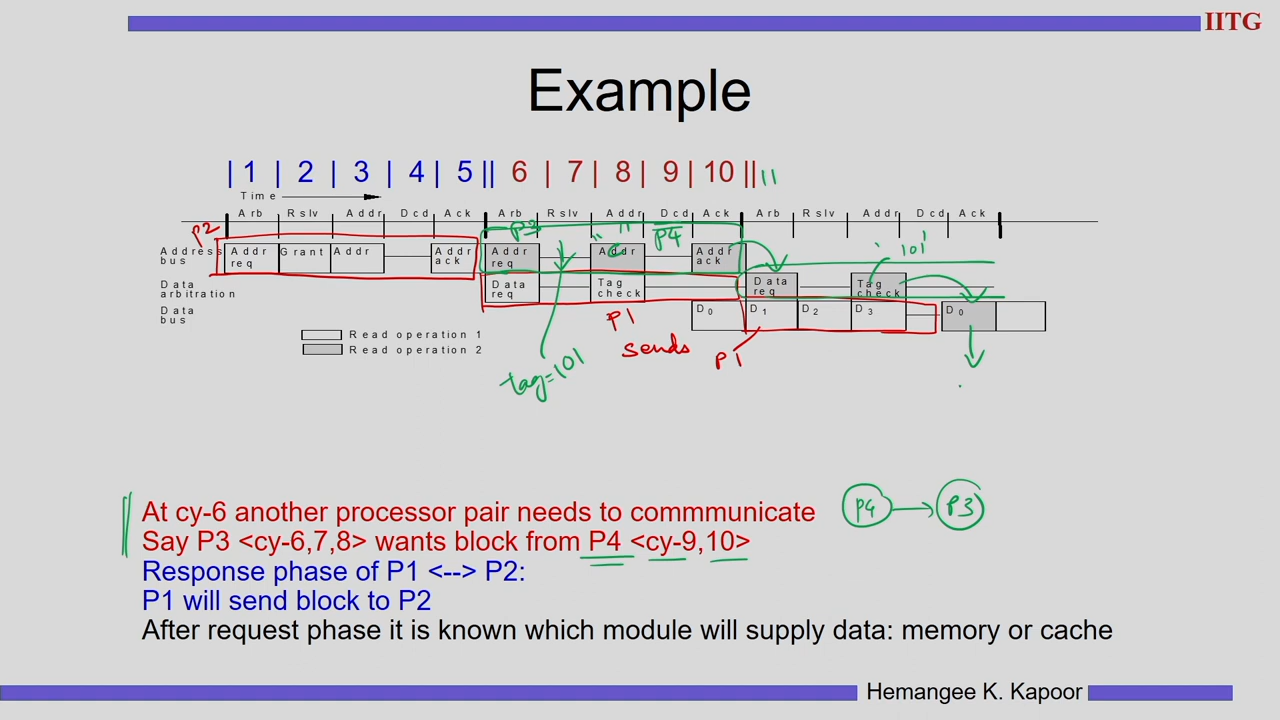 IITG
Example
| 1 | 2 | 3 | 4 | 5 || 6 | 7 | 8 | 9 | 10 || 11
Time
Arb Rslv Addr Dcd Ack Arb Rslv Addr Dcd Ack Arb Rslv Addr Dcd Ack
P2 P3 "C" P4 '101'
Address bus Addr req Grant Addr Addr ack Addr req Addr Addr ack
Data arbitration Data req Tag check Data req Tag check
Data bus D0 D1 D2 D3 D0
P1 sends P1
Read operation 1
Read operation 2
tag=101
At cy-6 another processor pair needs to commmunicate P4 P3
Say P3 <cy-6,7,8> wants block from P4 <cy-9,10>
Response phase of P1 <--> P2:
P1 will send block to P2
After request phase it is known which module will supply data: memory or cache
Hemangee K. Kapoor